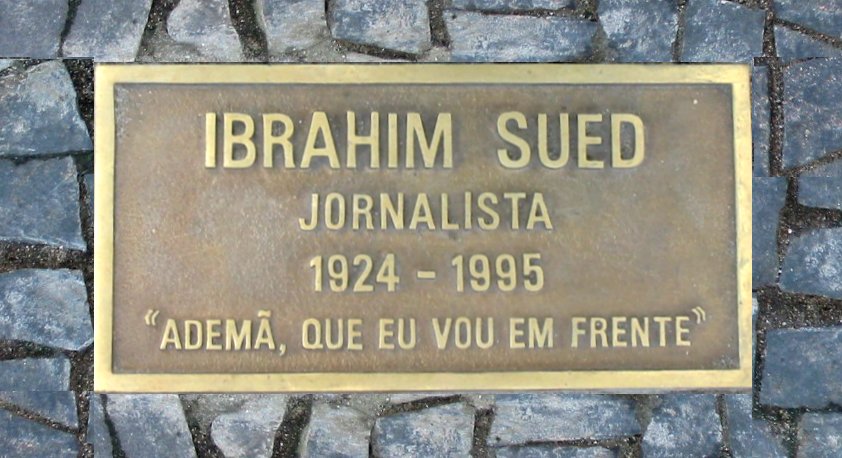 IBRAHIM SUED
JORNALISTA
1924 - 1995
“ADEMÃ, QUE EU VOU EM FRENTE”